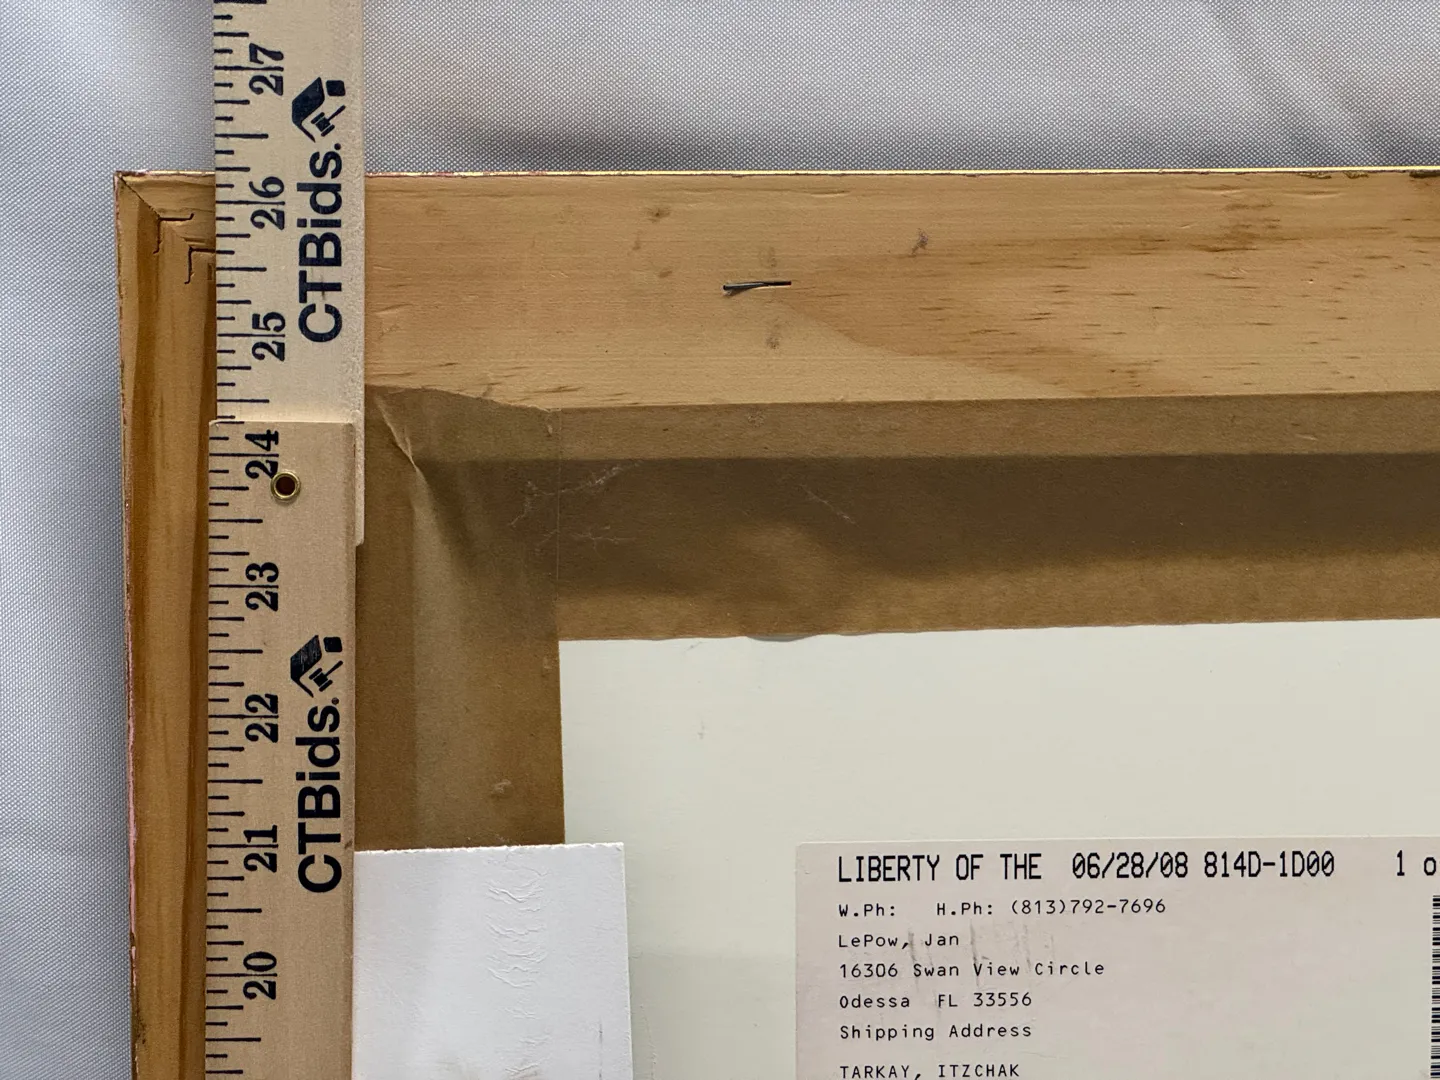 27
CTBids.
26
25
24
23
CTBids.
22
21
20
LIBERTY OF THE 06/28/08 814D-1D00 1 o
W.Ph: H.Ph: (813)792-7696
LePow, Jan
16306 Swan View Circle
Odessa FL 33556
Shipping Address
TARKAY, ITZCHAK